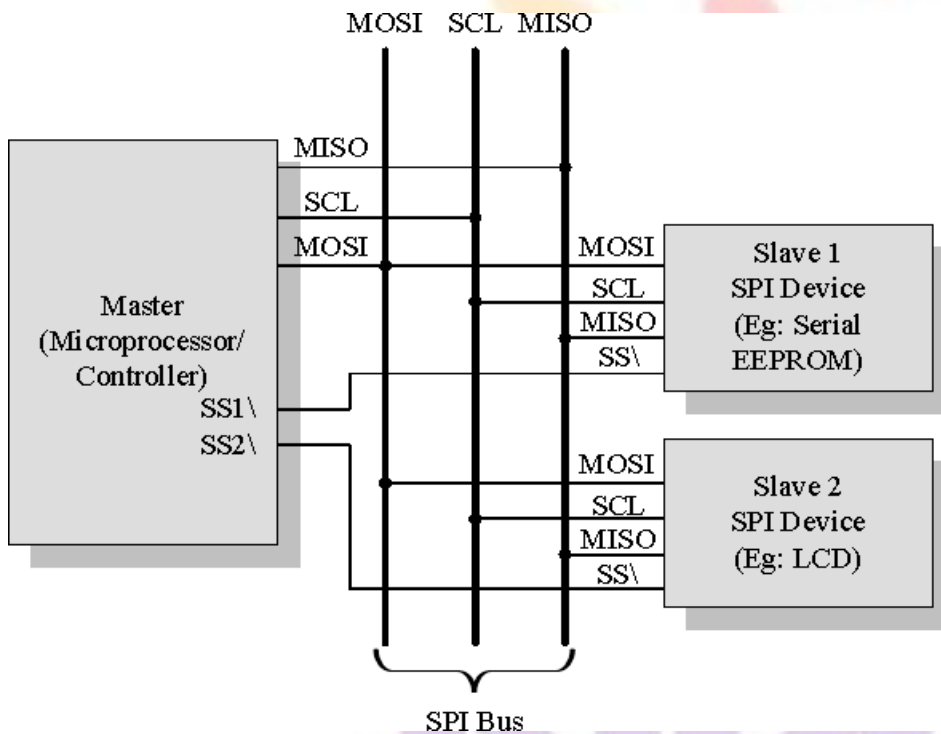 MOSI SCL MISO
MISO
SCL
MOSI
Master
(Microprocessor/
Controller)
SS1\
SS2\
MOSI
SCL
MISO
SS\
Slave 1
SPI Device
(Eg: Serial
EEPROM)
MOSI
SCL
MISO
SS\
Slave 2
SPI Device
(Eg: LCD)
SPI Bus